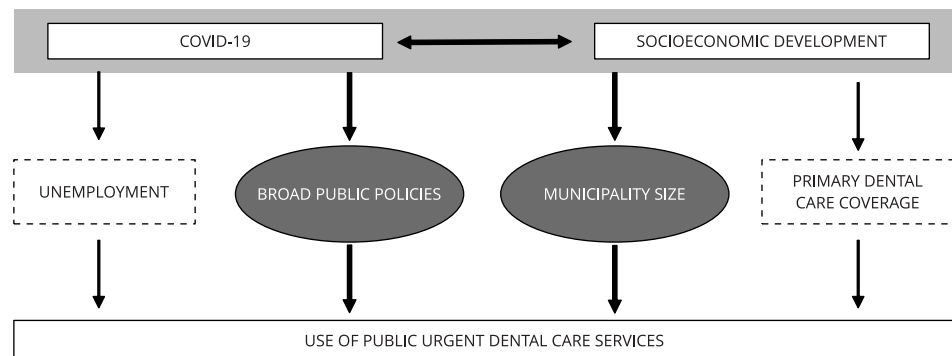 COVID-19
SOCIOECONOMIC DEVELOPMENT
UNEMPLOYMENT
BROAD PUBLIC POLICIES
MUNICIPALITY SIZE
PRIMARY DENTAL
CARE COVERAGE
USE OF PUBLIC URGENT DENTAL CARE SERVICES